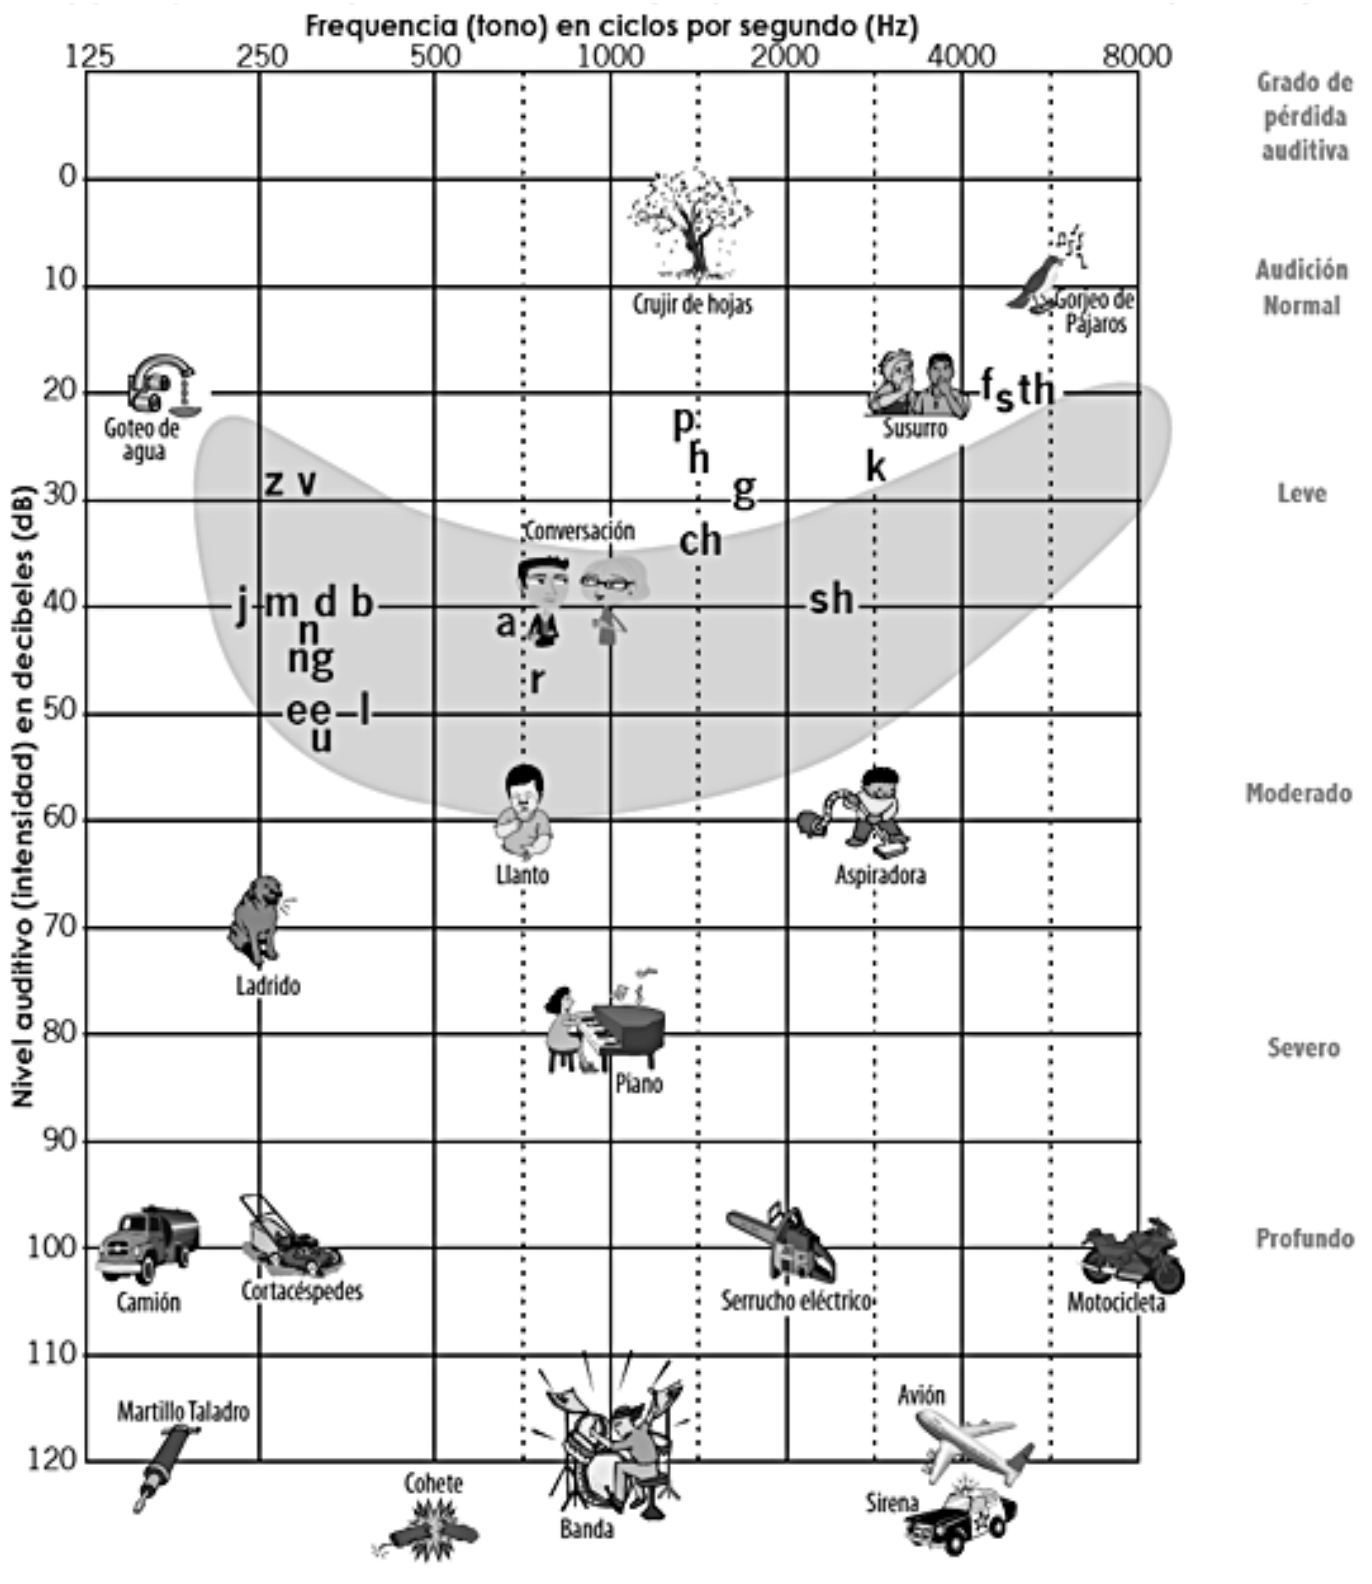 Frequencia (tono) en ciclos por segundo (Hz)
125 250 500 1000 2000 4000 8000
Grado de
pérdida
auditiva
Nivel auditivo (intensidad) en decibeles (dB)
0
10
Crujir de hojas
Gorjeo de
Pájaros
Audición
Normal
20
Goteo de
agua
f s th
Susurro
p
h
k
z v
g
30
Leve
Conversación
ch
40
j m d b
sh
n
a
ng
r
50
ee l
u
60
Moderado
Llanto
Aspiradora
70
Ladrido
80
Severo
Piano
90
100
Profundo
Camión
Cortacéspedes
Serrucho eléctrico
Motocicleta
110
Martillo Taladro
Avión
120
Cohete
Sirena
Banda